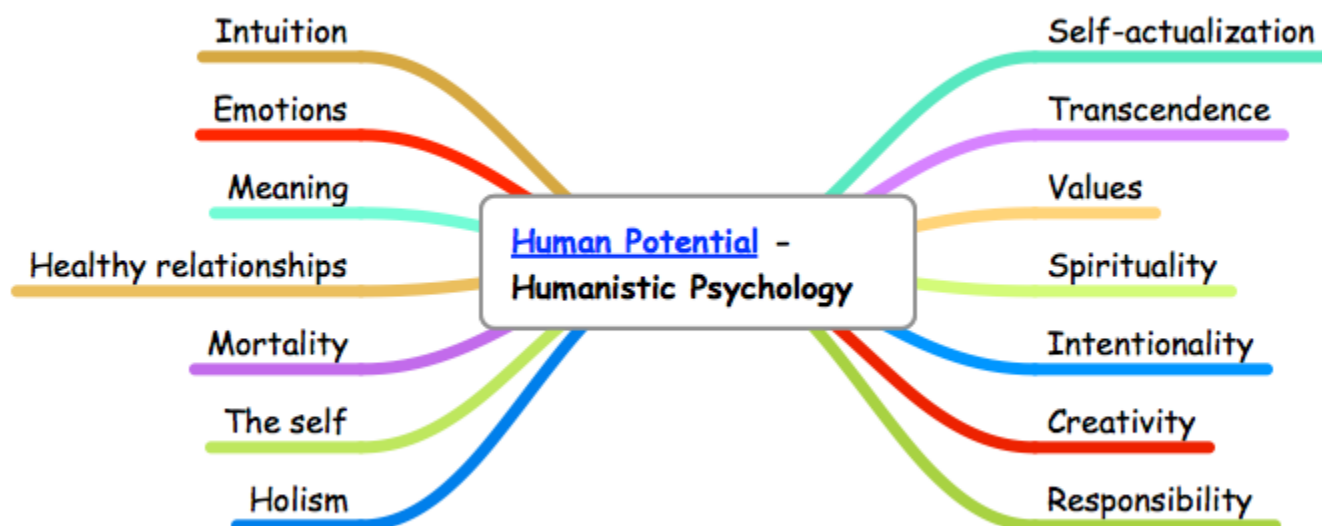 Intuition
Emotions
Meaning
Healthy relationships
Mortality
The self
Holism
Human Potential -
Humanistic Psychology
Self-actualization
Transcendence
Values
Spirituality
Intentionality
Creativity
Responsibility